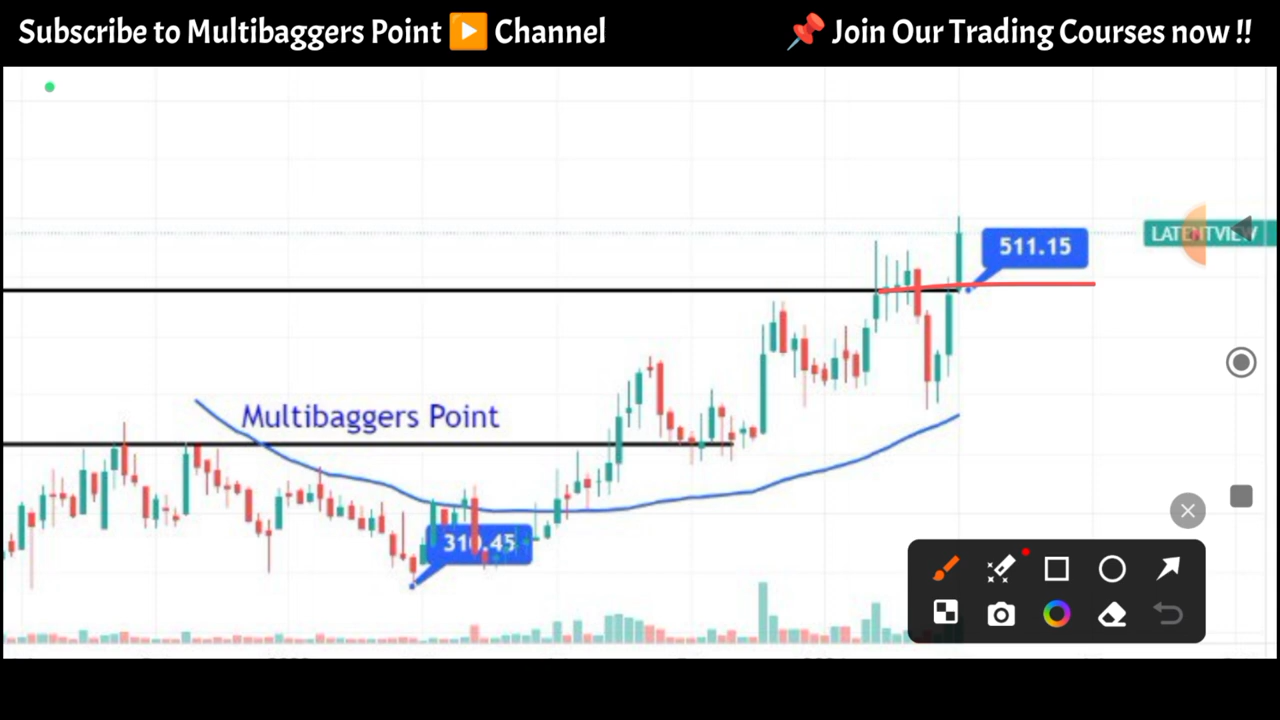 Subscribe to Multibaggers Point ▶️ Channel
📌 Join Our Trading Courses now !!
LATENTVIEW
511.15
Multibaggers Point
310.45